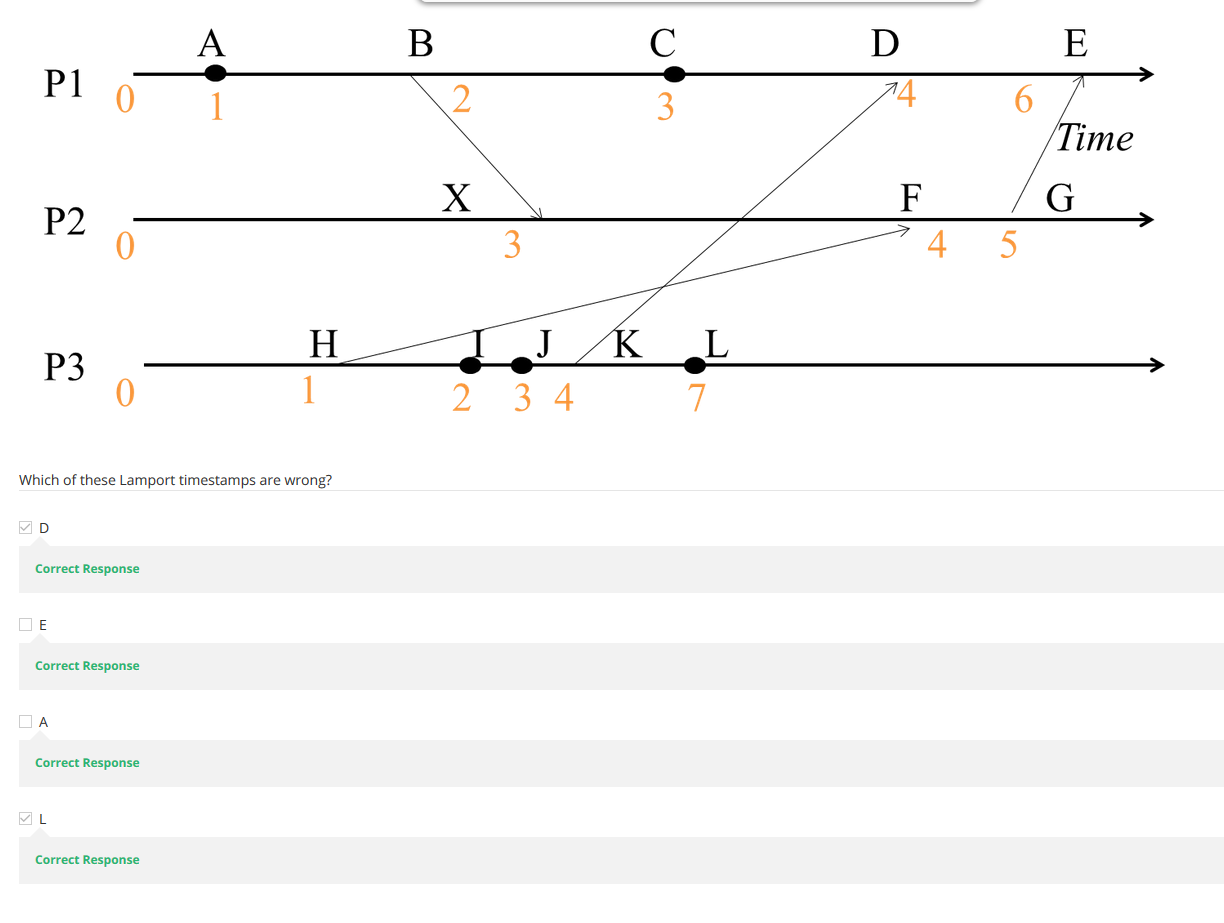 A B C D E
P1 0 1 2 3 4 6
Time
X F G
P2 0 3 4 5
H I J K L
P3 0 1 2 3 4 7
Which of these Lamport timestamps are wrong?
D
Correct Response
E
Correct Response
A
Correct Response
L
Correct Response